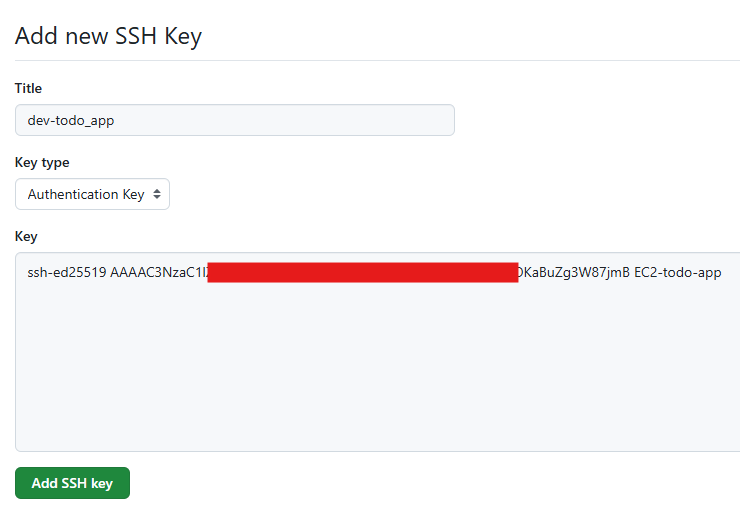 Add new SSH Key
Title
dev-todo_app
Key type
Authentication Key
Key
ssh-ed25519 AAAAC3NzaC1l KaBuZg3W87jmB EC2-todo-app
Add SSH key